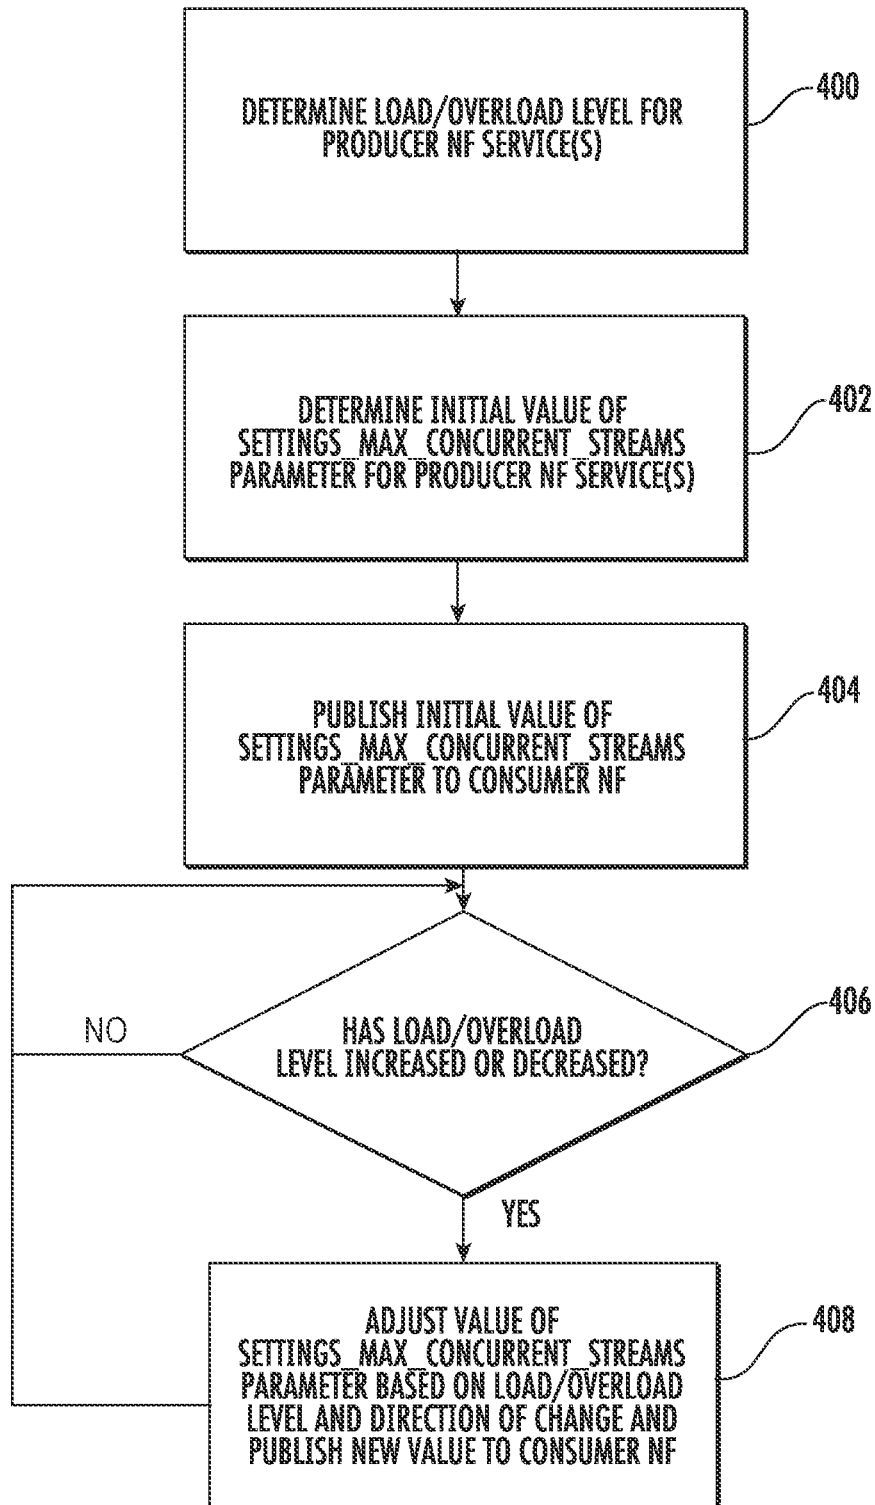 DETERMINE LOAD/OVERLOAD LEVEL FOR
PRODUCER NF SERVICE(S)
400
DETERMINE INITIAL VALUE OF
SETTINGS_MAX_CONCURRENT_STREAMS
PARAMETER FOR PRODUCER NF SERVICE(S)
402
PUBLISH INITIAL VALUE OF
SETTINGS_MAX_CONCURRENT_STREAMS
PARAMETER TO CONSUMER NF
404
HAS LOAD/OVERLOAD
LEVEL INCREASED OR DECREASED?
406
NO
YES
ADJUST VALUE OF
SETTINGS_MAX_CONCURRENT_STREAMS
PARAMETER BASED ON LOAD/OVERLOAD
LEVEL AND DIRECTION OF CHANGE AND
PUBLISH NEW VALUE TO CONSUMER NF
408